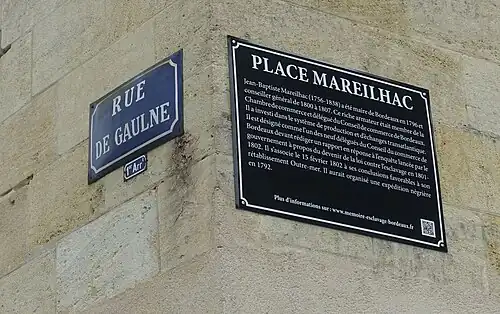 RUE
DE GAULNE
1er Arrt
PLACE MAREILHAC
Jean-Baptiste Mareilhac (1756-1838) a été maire de Bordeaux en 1796 et
conseiller général de 1800 à 1807. Ce riche armateur était membre de la
Chambre de commerce et délégué du Conseil de commerce de Bordeaux.
Il a investi dans le système de production et d'échanges transatlantique.
Il est désigné comme l'un des neuf délégués du Conseil du commerce de
Bordeaux devant rédiger un rapport en réponse à l'enquête lancée par le
gouvernement à propos du devenir de la loi contre l'esclavage en 1801-
1802. Il s'associe le 15 février 1802 à ses conclusions favorables à son
rétablissement Outre-mer. Il aurait organisé une expédition négrière
en 1792.
Plus d'informations sur : www.memoire-esclavage-bordeaux.fr